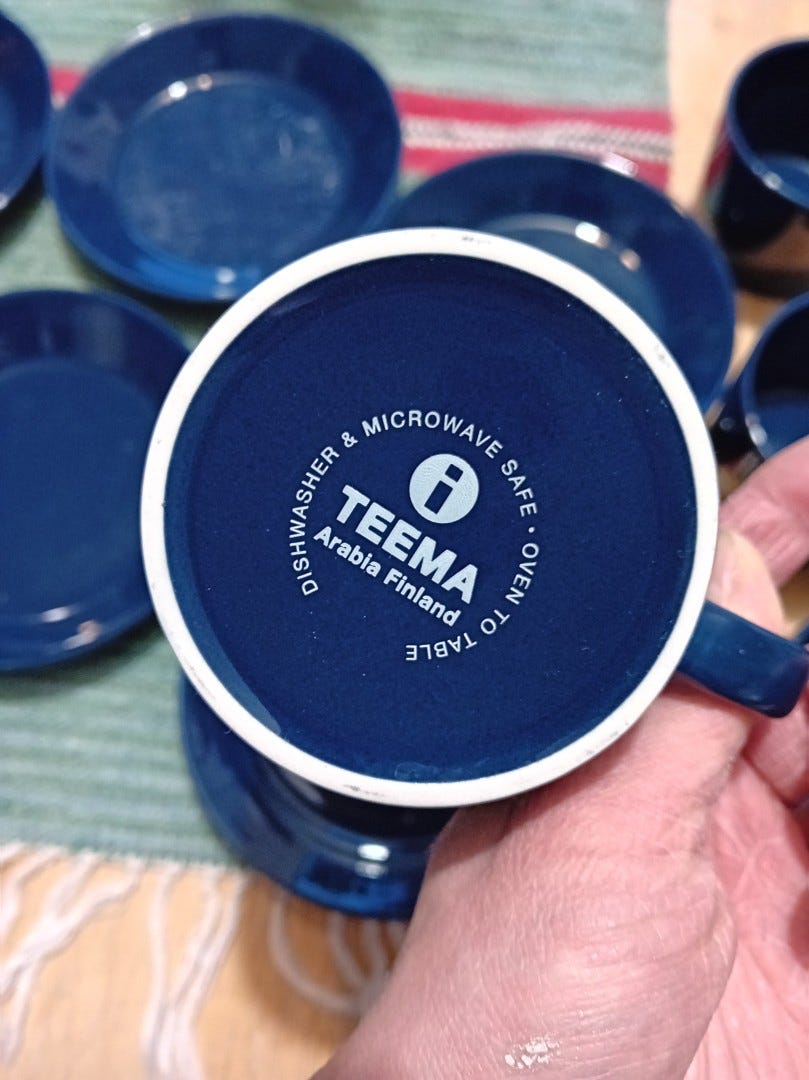 DISHWASHER & MICROWAVE SAFE • OVEN TO TABLE
i
TEEMA
Arabia Finland